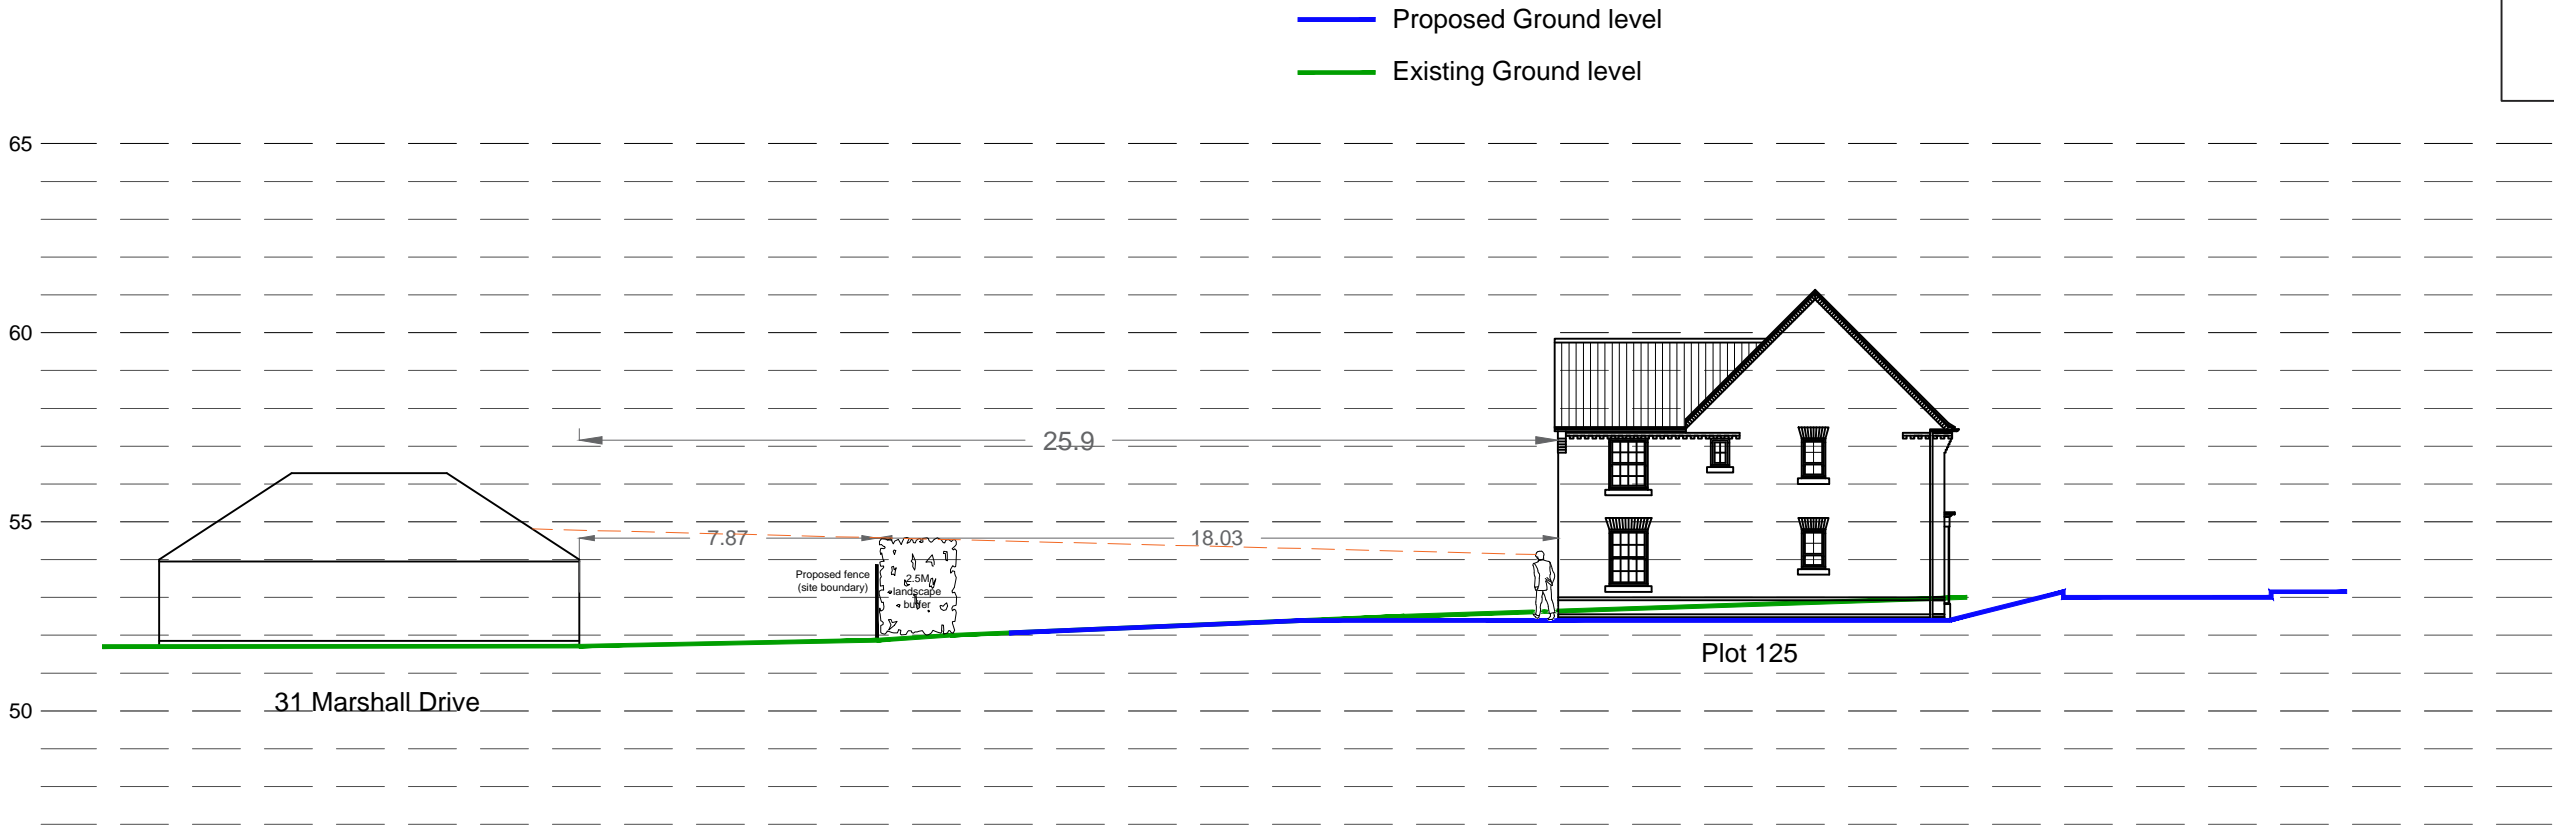 Proposed Ground level
Existing Ground level
65
60
25.9
55
7.87
18.03
Proposed fence
(site boundary)
2.5M
landscape
buffer
Plot 125
31 Marshall Drive
50